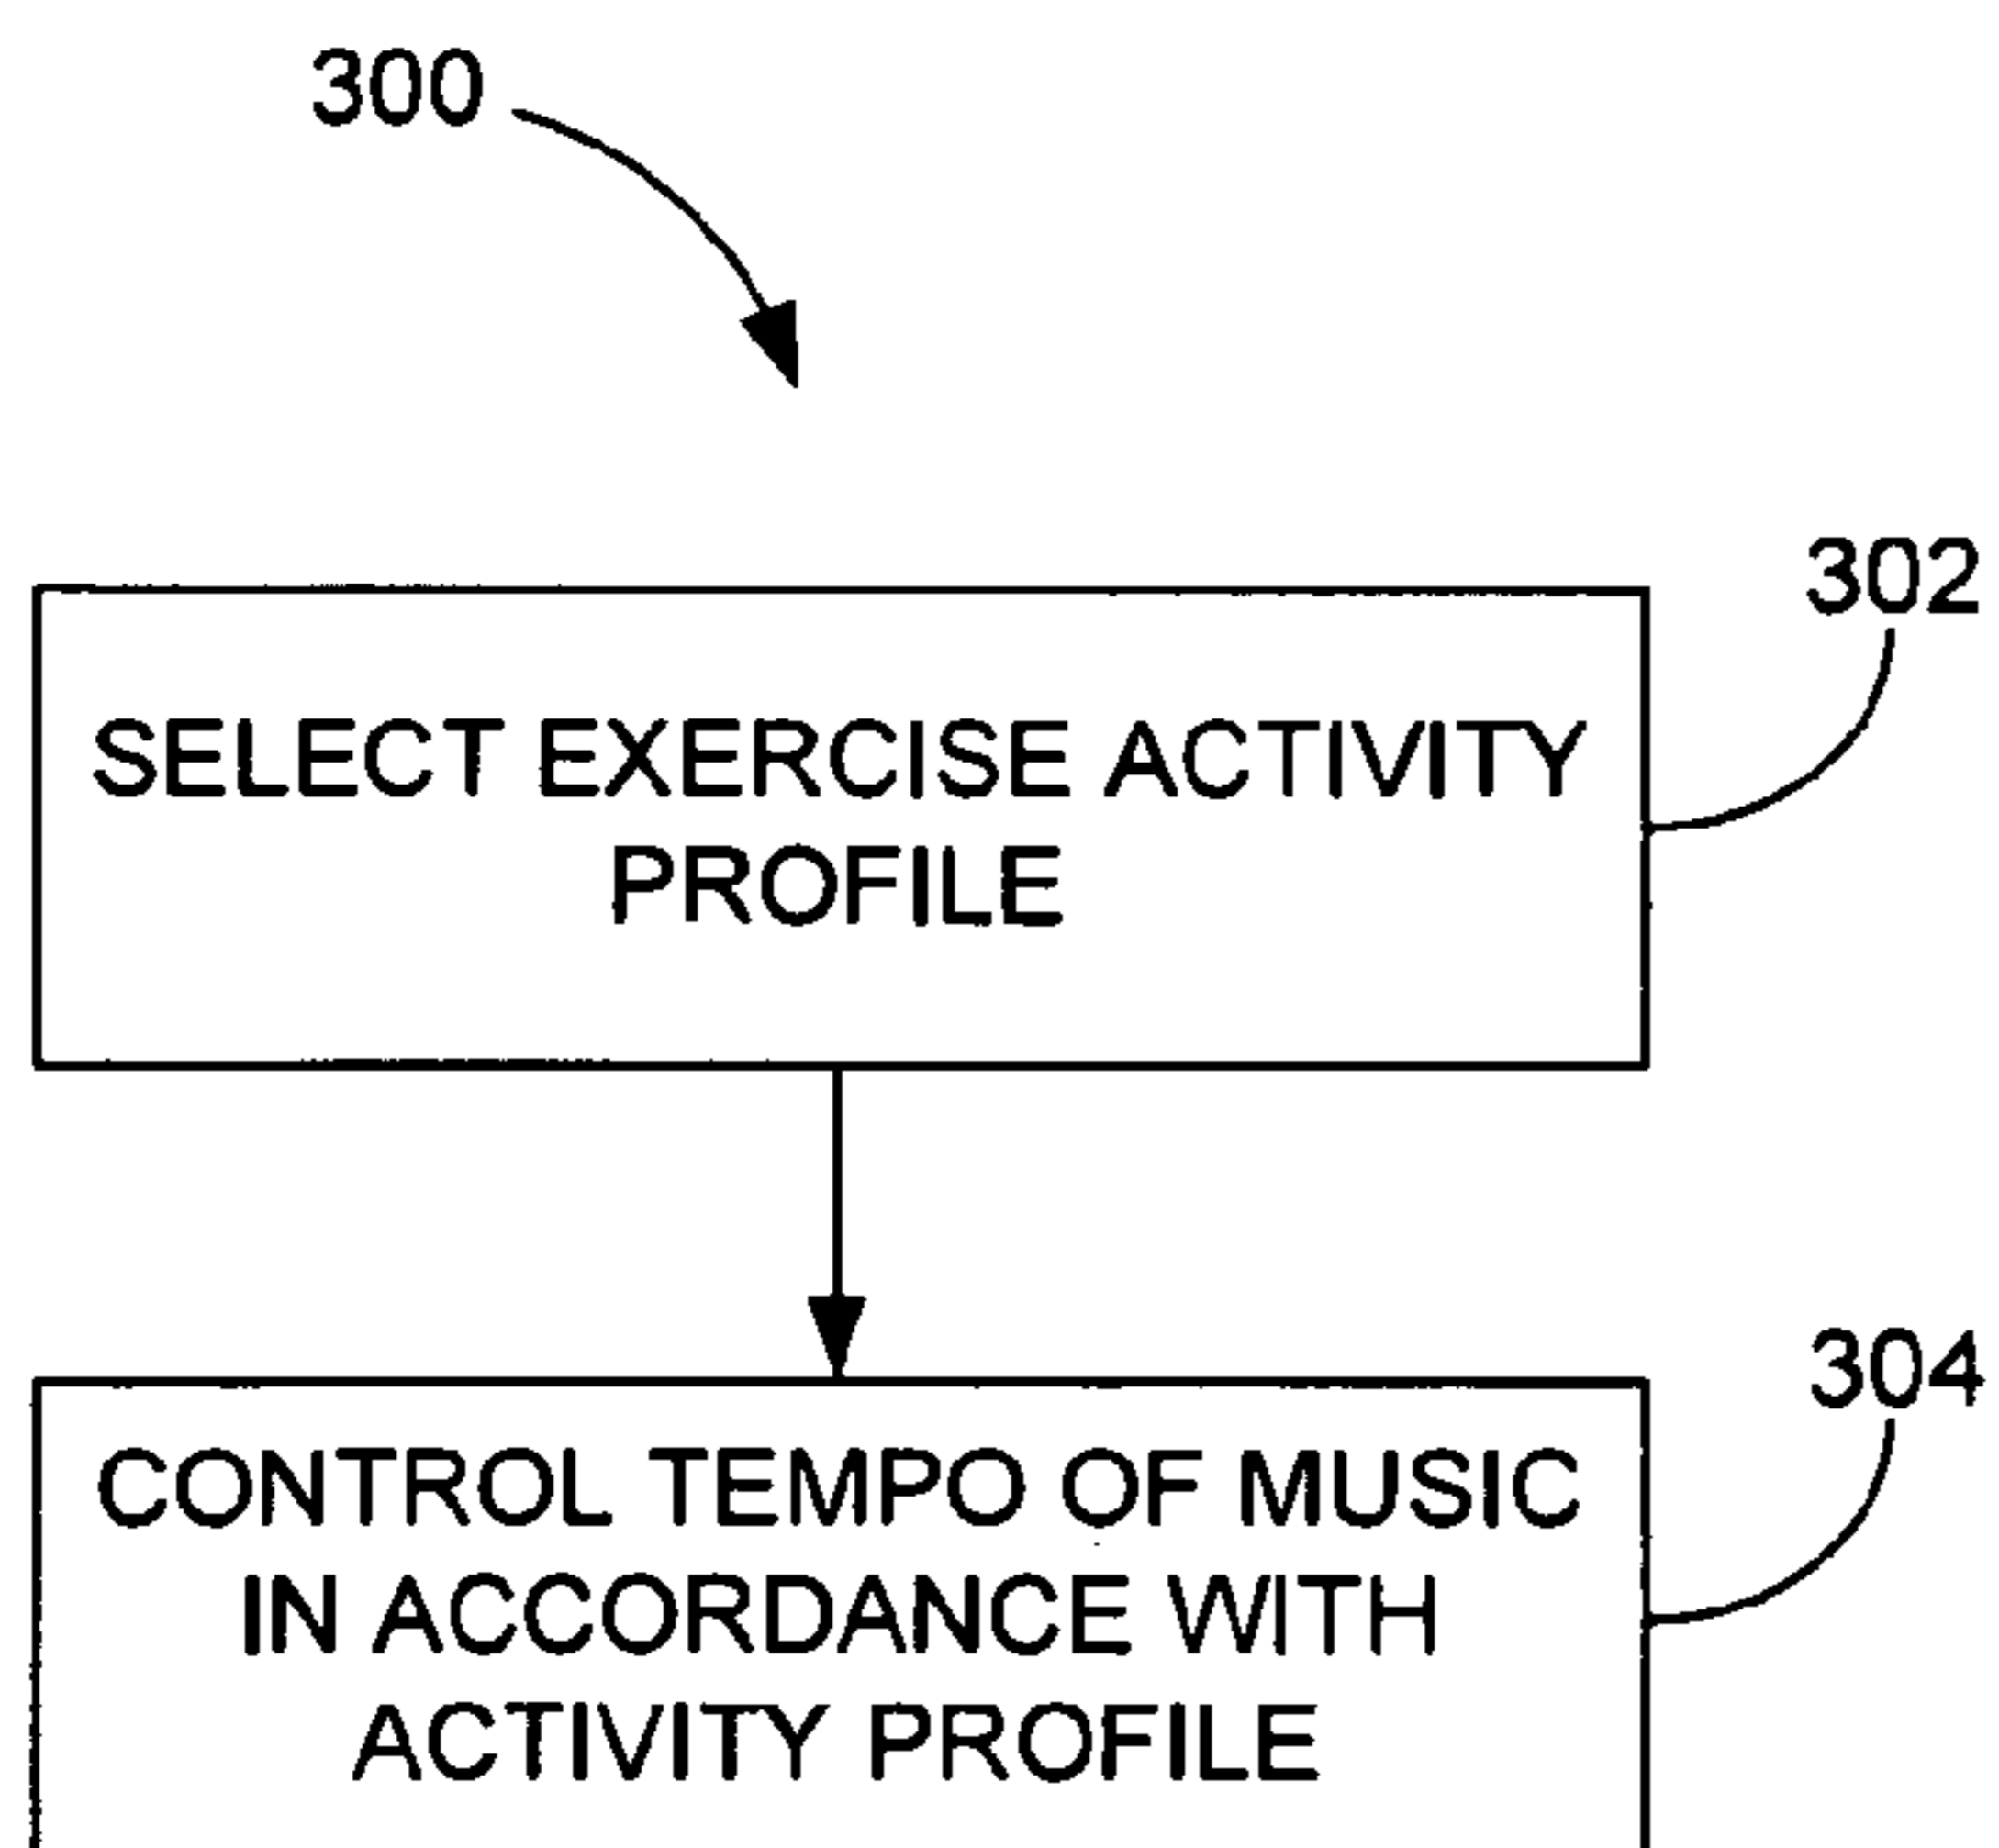 300
302
SELECT EXERCISE ACTIVITY
PROFILE
304
CONTROL TEMPO OF MUSIC
IN ACCORDANCE WITH
ACTIVITY PROFILE